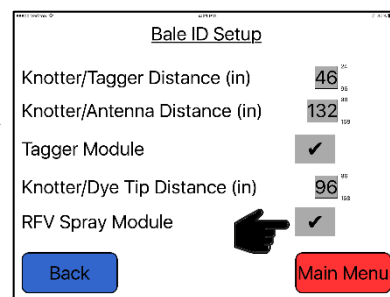 Bale ID Setup
Knotter/Tagger Distance (in) 46
Knotter/Antenna Distance (in) 132
Tagger Module ✔
Knotter/Dye Tip Distance (in) 96
RFV Spray Module ✔
Back Main Menu